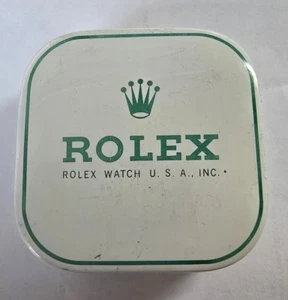 ROLEX
ROLEX WATCH U. S. A., INC.